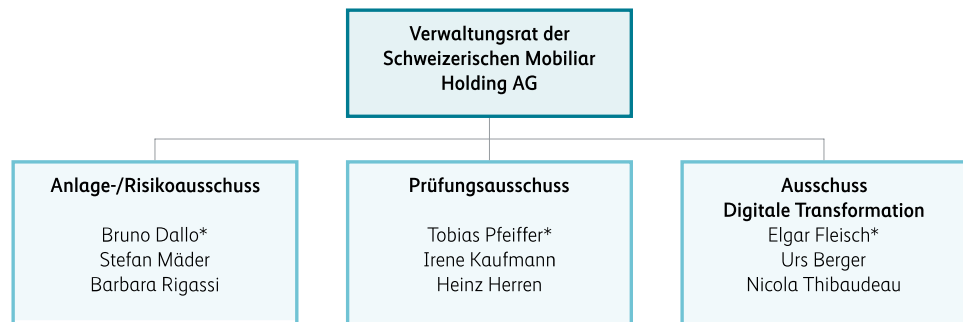 Verwaltungsrat der
Schweizerischen Mobiliar
Holding AG
Anlage-/Risikoausschuss
Bruno Dallo*
Stefan Mäder
Barbara Rigassi
Prüfungsausschuss
Tobias Pfeiffer*
Irene Kaufmann
Heinz Herren
Ausschuss
Digitale Transformation
Elgar Fleisch*
Urs Berger
Nicola Thibaudeau